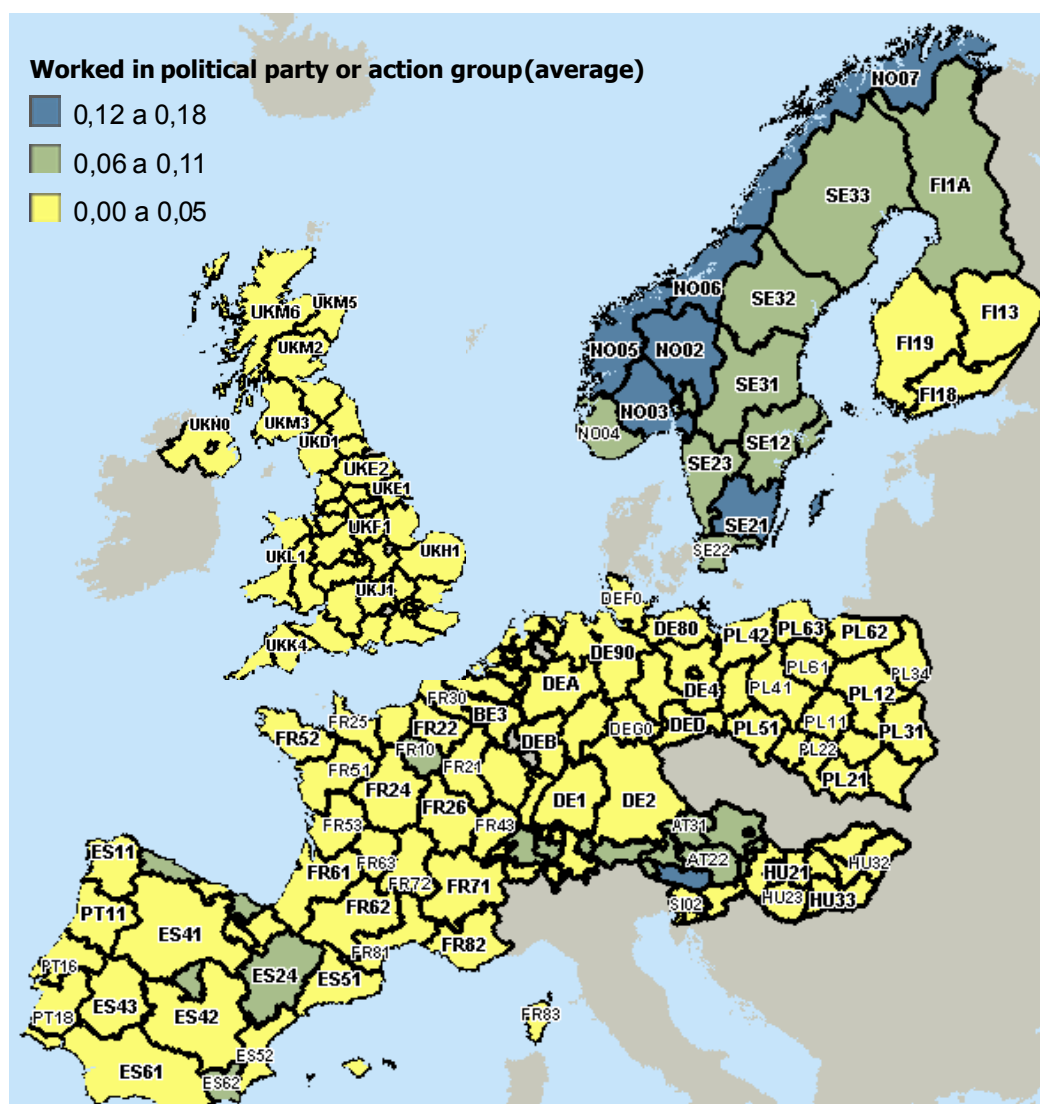 Worked in political party or action group(average)
0,12 a 0,18
0,06 a 0,11
0,00 a 0,05
NO07
SE33
FI1A
NO06
SE32
FI13
NO05
NO02
FI19
SE31
FI18
NO03
NO04
SE12
SE23
SE21
SE22
UKM6
UKM5
UKM2
UKN0
UKM3
UKD1
UKE2
UKE1
UKF1
UKL1
UKH1
UKJ1
UKK4
DEF0
DE80
PL42
PL63
PL62
DE90
PL61
PL34
DEA
DE4
PL41
PL12
FR30
BE3
PL11
FR25
FR22
DEG0
DED
PL51
PL31
FR52
DEB
FR10
PL22
FR51
FR21
PL21
FR24
FR26
DE1
DE2
FR53
FR43
AT31
ES11
FR63
AT22
HU32
FR61
FR72
FR71
HU21
PT11
FR62
SI02
HU23
HU33
ES41
FR82
FR81
PT16
ES24
ES51
ES43
ES42
PT18
FR83
ES52
ES61
ES62